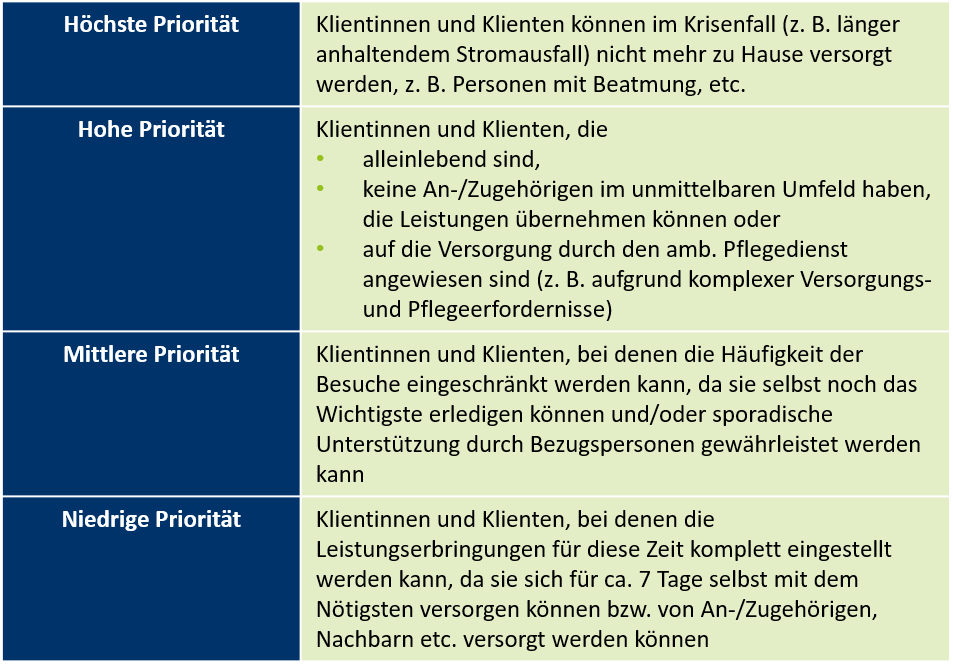 Höchste Priorität
Klientinnen und Klienten können im Krisenfall (z. B. länger
anhaltendem Stromausfall) nicht mehr zu Hause versorgt
werden, z. B. Personen mit Beatmung, etc.
Hohe Priorität
Klientinnen und Klienten, die
• alleinlebend sind,
• keine An-/Zugehörigen im unmittelbaren Umfeld haben,
die Leistungen übernehmen können oder
• auf die Versorgung durch den amb. Pflegedienst
angewiesen sind (z. B. aufgrund komplexer Versorgungs-
und Pflegeerfordernisse)
Mittlere Priorität
Klientinnen und Klienten, bei denen die Häufigkeit der
Besuche eingeschränkt werden kann, da sie selbst noch das
Wichtigste erledigen können und/oder sporadische
Unterstützung durch Bezugspersonen gewährleistet werden
kann
Niedrige Priorität
Klientinnen und Klienten, bei denen die
Leistungserbringungen für diese Zeit komplett eingestellt
werden kann, da sie sich für ca. 7 Tage selbst mit dem
Nötigsten versorgen können bzw. von An-/Zugehörigen,
Nachbarn etc. versorgt werden können